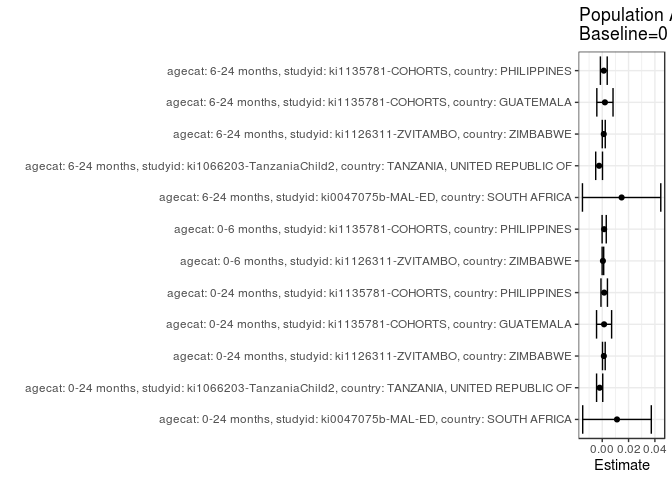 Population
Baseline=0
agecat: 6-24 months, studyid: ki1135781-COHORTS, country: PHILIPPINES
agecat: 6-24 months, studyid: ki1135781-COHORTS, country: GUATEMALA
agecat: 6-24 months, studyid: ki1126311-ZVITAMBO, country: ZIMBABWE
agecat: 6-24 months, studyid: ki1066203-TanzaniaChild2, country: TANZANIA, UNITED REPUBLIC OF
agecat: 6-24 months, studyid: ki0047075b-MAL-ED, country: SOUTH AFRICA
agecat: 0-6 months, studyid: ki1135781-COHORTS, country: PHILIPPINES
agecat: 0-6 months, studyid: ki1126311-ZVITAMBO, country: ZIMBABWE
agecat: 0-24 months, studyid: ki1135781-COHORTS, country: PHILIPPINES
agecat: 0-24 months, studyid: ki1135781-COHORTS, country: GUATEMALA
agecat: 0-24 months, studyid: ki1126311-ZVITAMBO, country: ZIMBABWE
agecat: 0-24 months, studyid: ki1066203-TanzaniaChild2, country: TANZANIA, UNITED REPUBLIC OF
agecat: 0-24 months, studyid: ki0047075b-MAL-ED, country: SOUTH AFRICA
0.00 0.02 0.04
Estimate